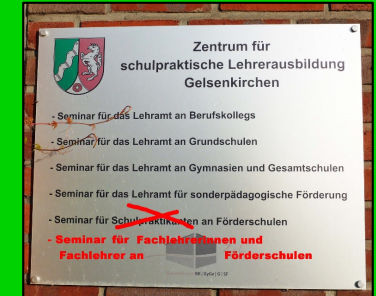 Zentrum für
schulpraktische Lehrerausbildung
Gelsenkirchen
- Seminar für das Lehramt an Berufskollegs
- Seminar für das Lehramt an Grundschulen
- Seminar für das Lehramt an Gymnasien und Gesamtschulen
- Seminar für das Lehramt für sonderpädagogische Förderung
- Seminar für Schulpraktikanten an Förderschulen
- Seminar für Fachlehrerinnen und
Fachlehrer an Förderschulen